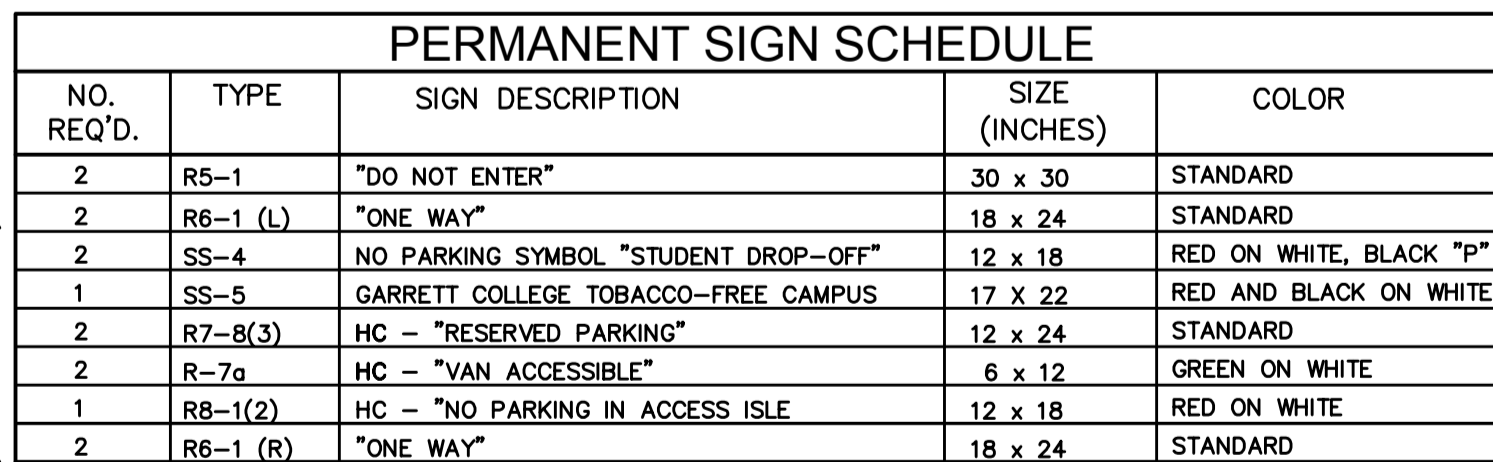 PERMANENT SIGN SCHEDULE
NO. REQ'D. TYPE SIGN DESCRIPTION SIZE (INCHES) COLOR
2 R5-1 "DO NOT ENTER" 30 x 30 STANDARD
2 R6-1 (L) "ONE WAY" 18 x 24 STANDARD
2 SS-4 NO PARKING SYMBOL "STUDENT DROP-OFF" 12 x 18 RED ON WHITE, BLACK "P"
1 SS-5 GARRETT COLLEGE TOBACCO-FREE CAMPUS 17 X 22 RED AND BLACK ON WHITE
2 R7-8(3) HC - "RESERVED PARKING" 12 x 24 STANDARD
2 R-7a HC - "VAN ACCESSIBLE" 6 x 12 GREEN ON WHITE
1 R8-1(2) HC - "NO PARKING IN ACCESS ISLE 12 x 18 RED ON WHITE
2 R6-1 (R) "ONE WAY" 18 x 24 STANDARD